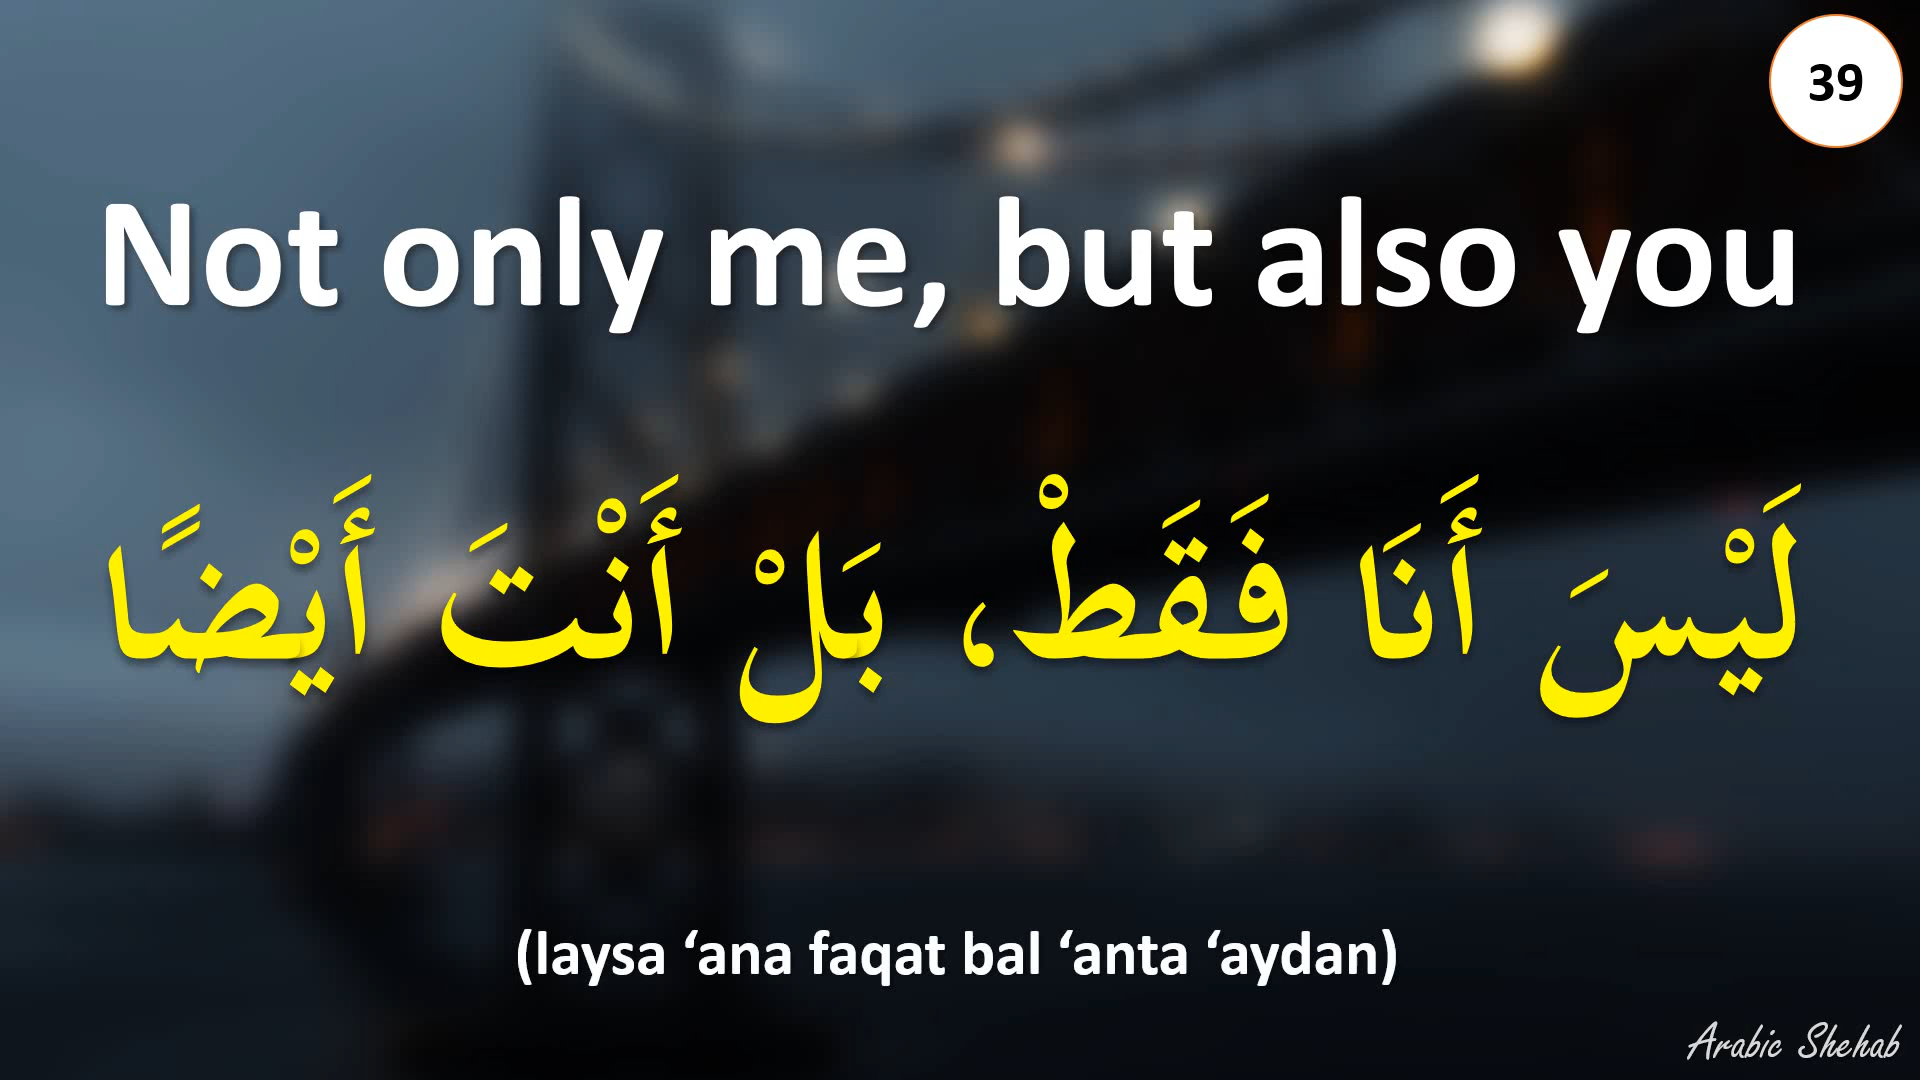 39
Not only me, but also you
لَيْسَ أَنَا فَقَطْ، بَلْ أَنْتَ أَيْضًا
(laysa ‘ana faqat bal ‘anta ‘aydan)
Arabic Shehab